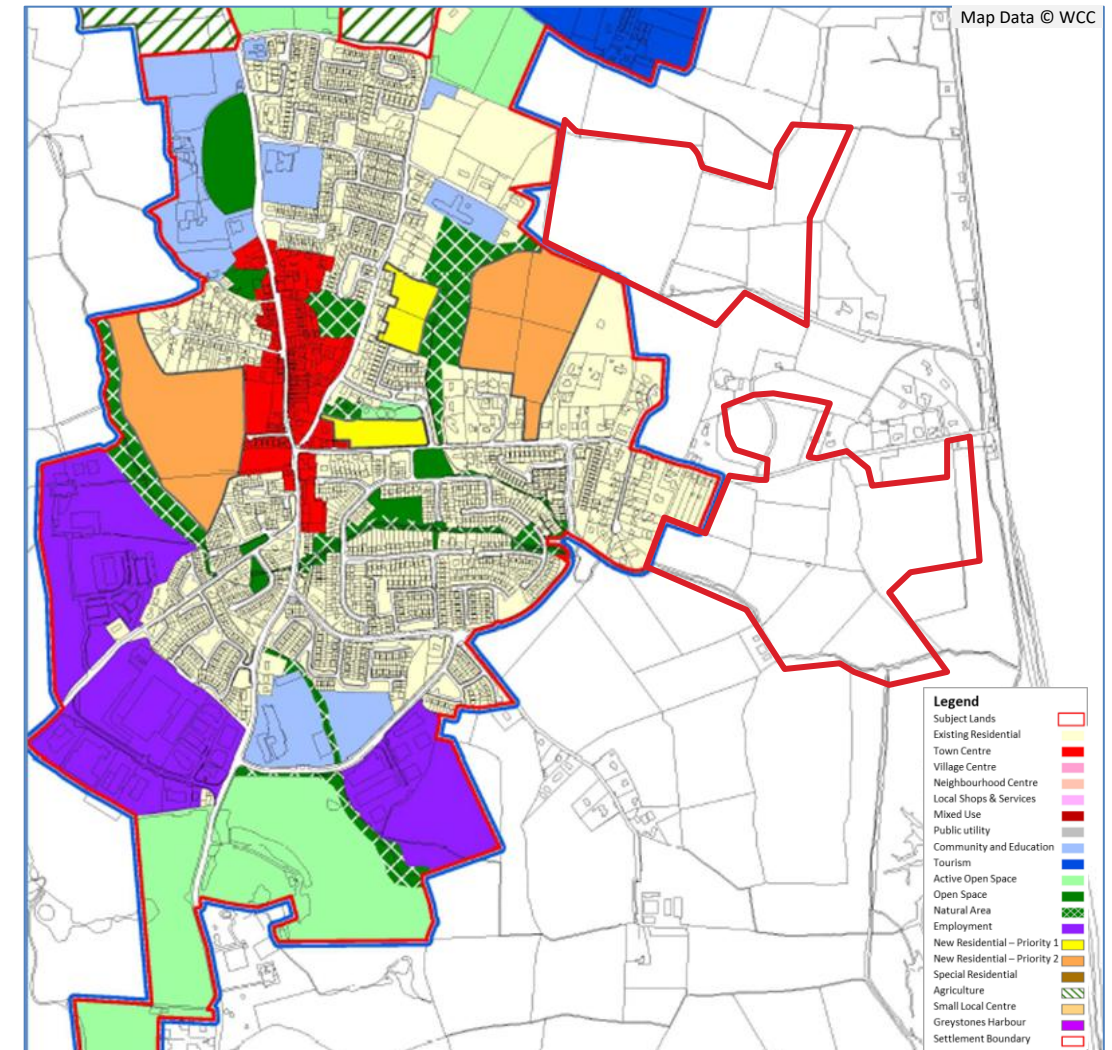 Map Data © WCC
Legend
Subject Lands
Existing Residential
Town Centre
Village Centre
Neighbourhood Centre
Local Shops & Services
Mixed Use
Public utility
Community and Education
Tourism
Active Open Space
Open Space
Natural Area
Employment
New Residential – Priority 1
New Residential – Priority 2
Special Residential
Agriculture
Small Local Centre
Greystones Harbour
Settlement Boundary